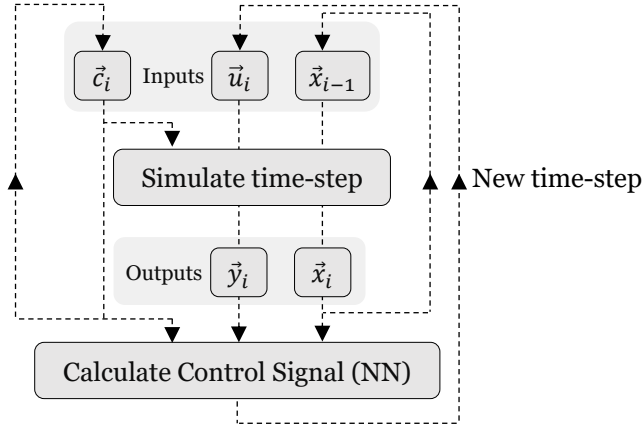 c⃗ᵢ Inputs u⃗ᵢ x⃗ᵢ₋₁
Simulate time-step
New time-step
Outputs y⃗ᵢ x⃗ᵢ
Calculate Control Signal (NN)